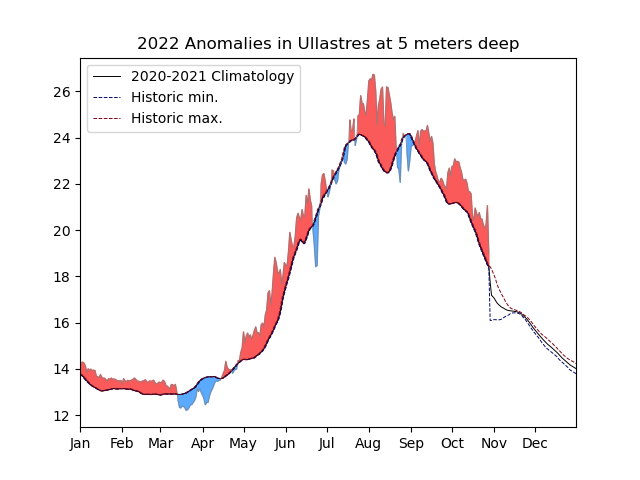 2022 Anomalies in Ullastres at 5 meters deep
2020-2021 Climatology
Historic min.
Historic max.
26
24
22
20
18
16
14
12
Jan Feb Mar Apr May Jun Jul Aug Sep Oct Nov Dec